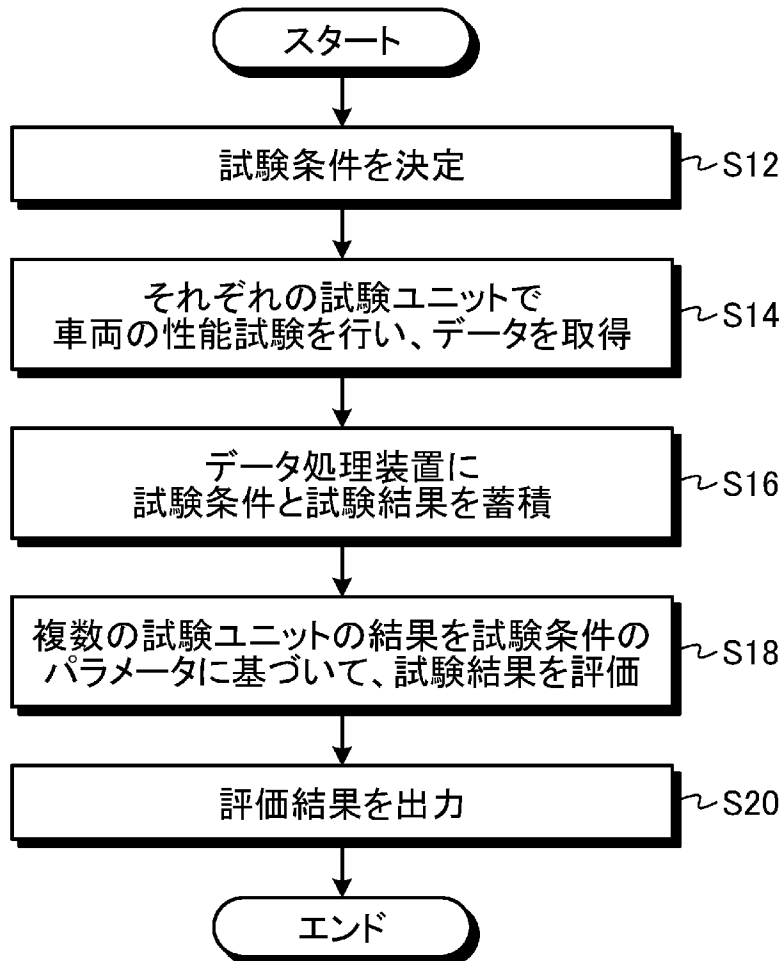 スタート
試験条件を決定
S12
それぞれの試験ユニットで
車両の性能試験を行い、データを取得
S14
データ処理装置に
試験条件と試験結果を蓄積
S16
複数の試験ユニットの結果を試験条件の
パラメータに基づいて、試験結果を評価
S18
評価結果を出力
S20
エンド